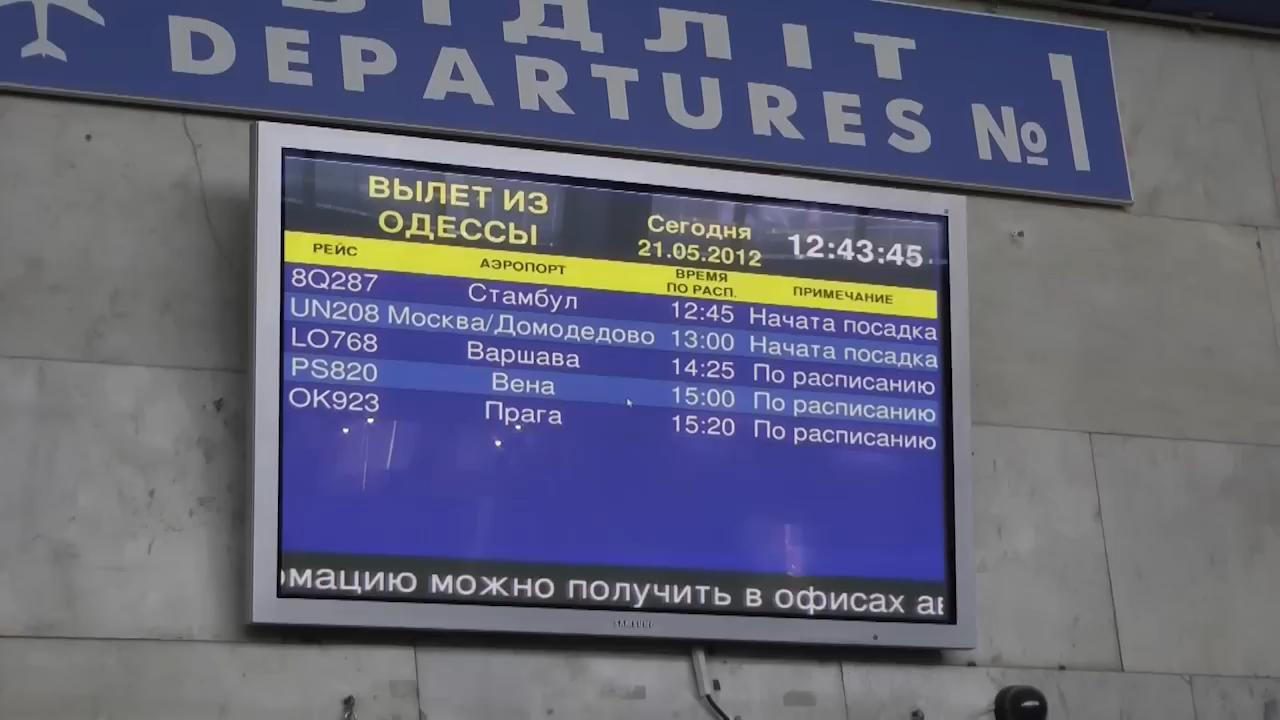 ВІДЛІТ
DEPARTURES №1
ВЫЛЕТ ИЗ ОДЕССЫ
Сегодня
21.05.2012
12:43:45
РЕЙС АЭРОПОРТ ВРЕМЯ ПО РАСП. ПРИМЕЧАНИЕ
8Q287 Стамбул 12:45 Начата посадка
UN208 Москва/Домодедово 13:00 Начата посадка
LO768 Варшава 14:25 По расписанию
PS820 Вена 15:00 По расписанию
OK923 Прага 15:20 По расписанию
можно получить в офисах
SAMSUNG